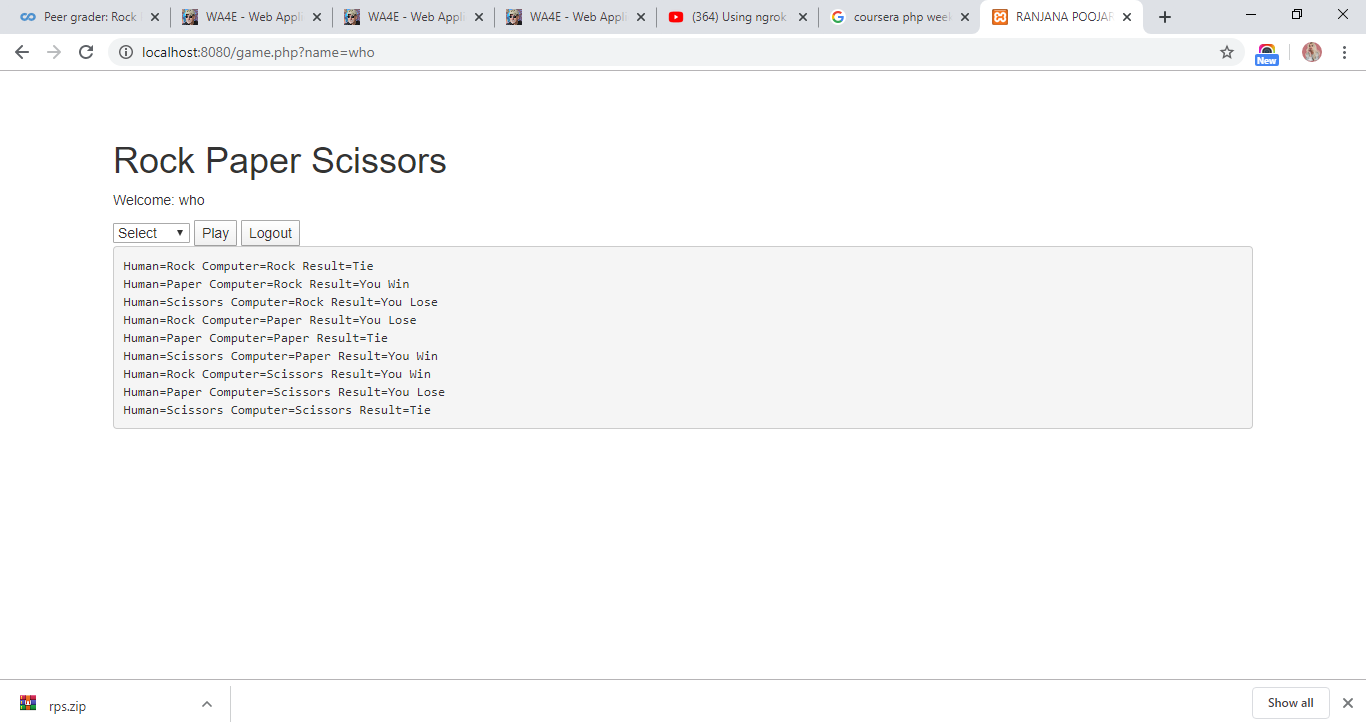 Peer grader: Rock
WA4E - Web Appli
WA4E - Web Appli
WA4E - Web Appli
(364) Using ngrok
coursera php week
RANJANA POOJAR
localhost:8080/game.php?name=who
New
Rock Paper Scissors
Welcome: who
Select Play Logout
Human=Rock Computer=Rock Result=Tie
Human=Paper Computer=Rock Result=You Win
Human=Scissors Computer=Rock Result=You Lose
Human=Rock Computer=Paper Result=You Lose
Human=Paper Computer=Paper Result=Tie
Human=Scissors Computer=Paper Result=You Win
Human=Rock Computer=Scissors Result=You Win
Human=Paper Computer=Scissors Result=You Lose
Human=Scissors Computer=Scissors Result=Tie
rps.zip
Show all